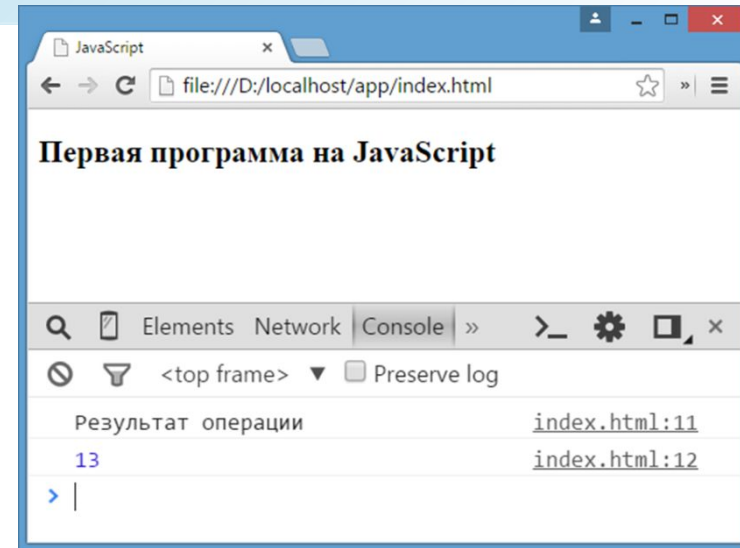 JavaScript
file:///D:/localhost/app/index.html
Первая программа на JavaScript
Elements Network Console »
<top frame> ▼ Preserve log
Результат операции index.html:11
13 index.html:12